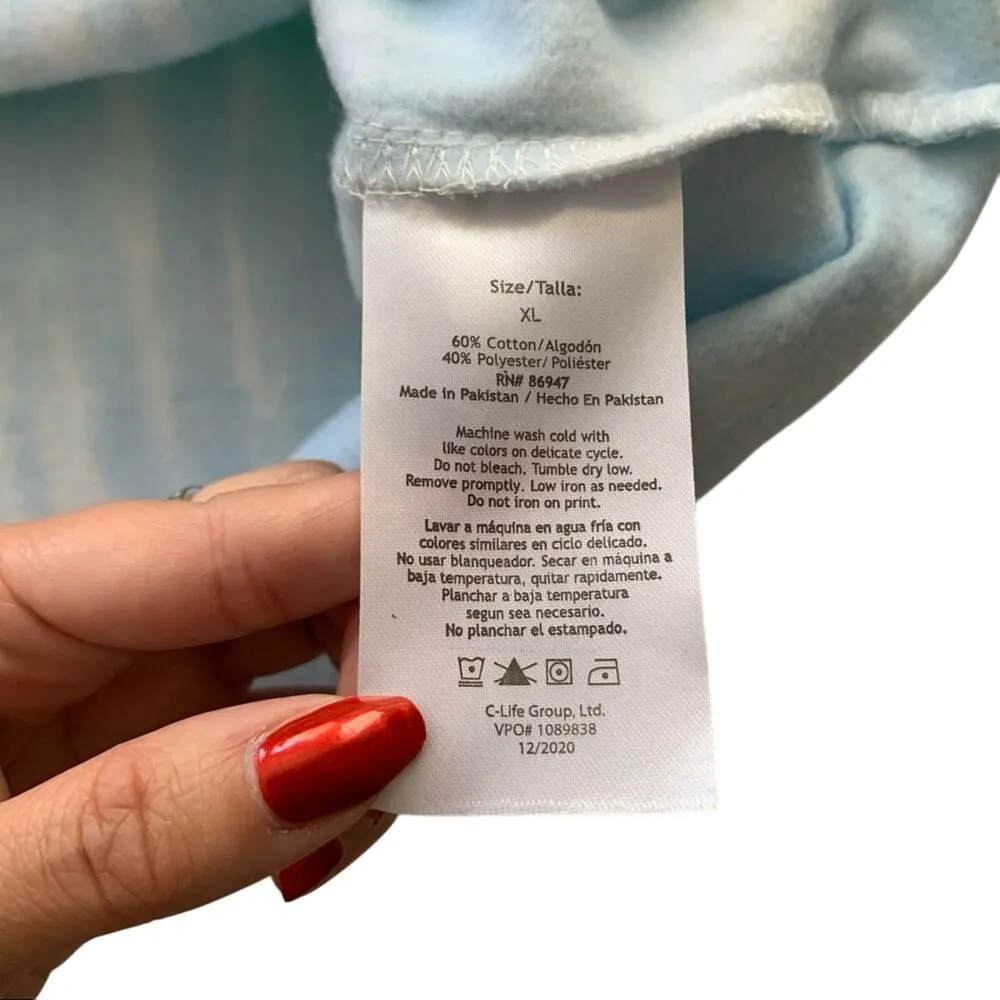 Size/Talla:
XL
60% Cotton/Algodón
40% Polyester/ Poliéster
RN# 86947
Made in Pakistan / Hecho En Pakistan
Machine wash cold with
like colors on delicate cycle.
Do not bleach. Tumble dry low.
Remove promptly. Low iron as needed.
Do not iron on print.
Lavar a máquina en agua fría con
colores similares en ciclo delicado.
No usar blanqueador. Secar en máquina a
baja temperatura, quitar rapidamente.
Planchar a baja temperatura
segun sea necesario.
No planchar el estampado.
C-Life Group, Ltd.
VPO# 1089838
12/2020